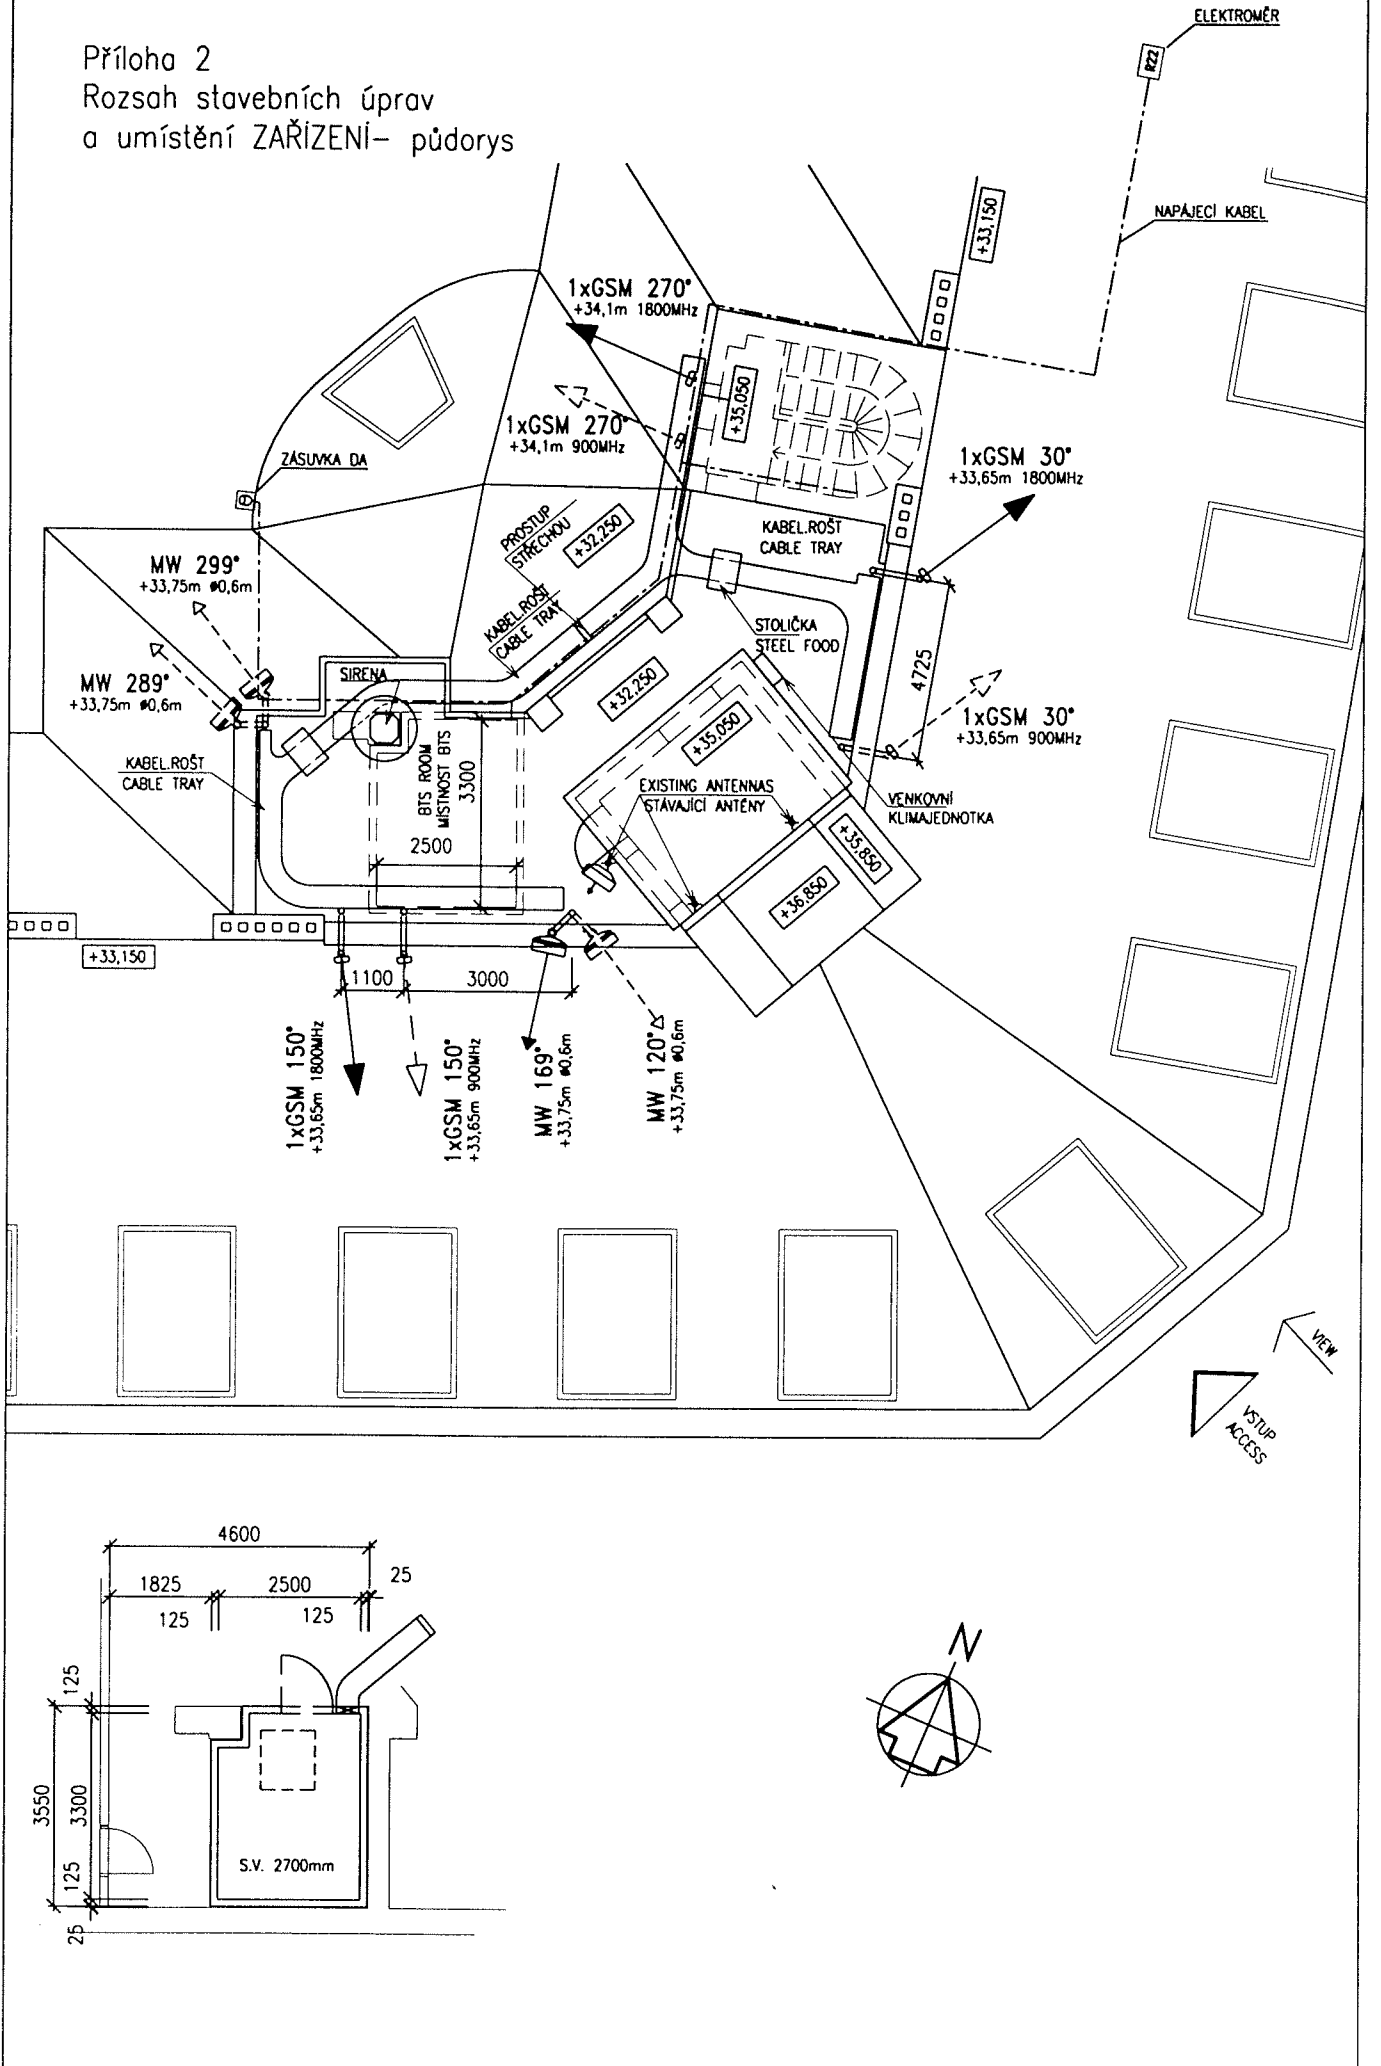 ELEKTROMĚR
RZZ
Příloha 2
Rozsah stavebních úprav
a umístění ZAŘÍZENÍ– půdorys
+33,150
NAPÁJECÍ KABEL
1xGSM 270°
+34,1m 1800MHz
+35,050
1xGSM 270°
+34,1m 900MHz
ZÁSUVKA DA
1xGSM 30°
+33,65m 1800MHz
PROSTUP
STŘECHOU
+32,250
KABEL.ROŠT
CABLE TRAY
KABEL.ROŠT
CABLE TRAY
MW 299°
+33,75m ø0,6m
STOLIČKA
STEEL FOOD
4725
MW 289°
+33,75m ø0,6m
SIRENA
+32,250
+35,050
1xGSM 30°
+33,65m 900MHz
KABEL.ROŠT
CABLE TRAY
BTS ROOM
MÍSTNOST BTS
3300
2500
EXISTING ANTENNAS
STÁVAJÍCÍ ANTÉNY
VENKOVNÍ
KLIMAJEDNOTKA
+35,850
+36,850
+33,150
1100
3000
1xGSM 150°
+33,65m 1800MHz
1xGSM 150°
+33,65m 900MHz
MW 169°
+33,75m ø0,6m
MW 120°
+33,75m ø0,6m
VIEW
VSTUP
ACCESS
4600
1825
2500
25
125
125
N
125
3550
3300
125
25
S.V. 2700mm